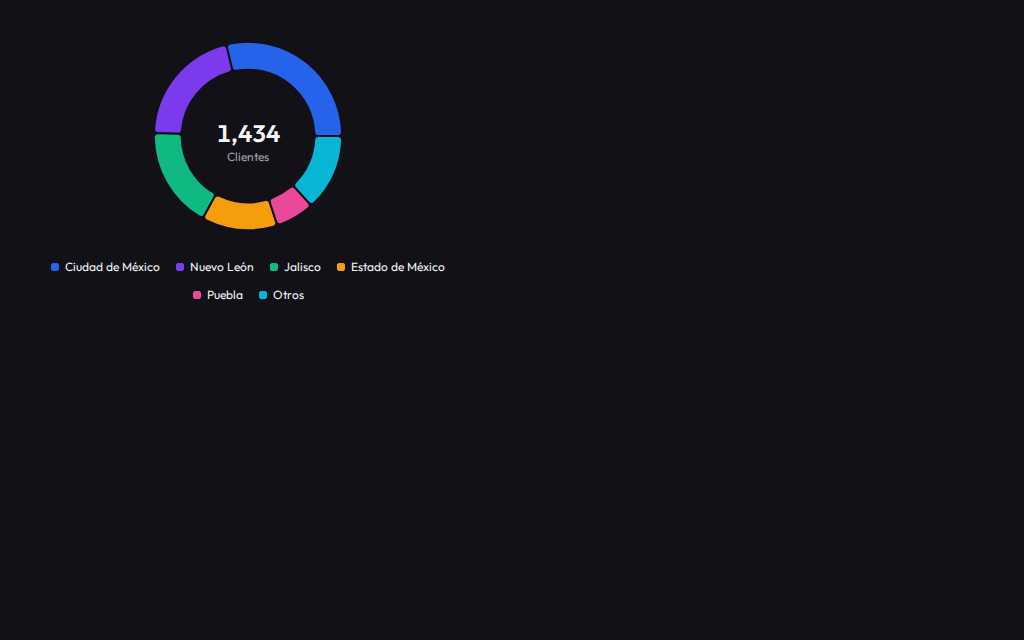 1,434
Clientes
Ciudad de México Nuevo León Jalisco Estado de México
Puebla Otros